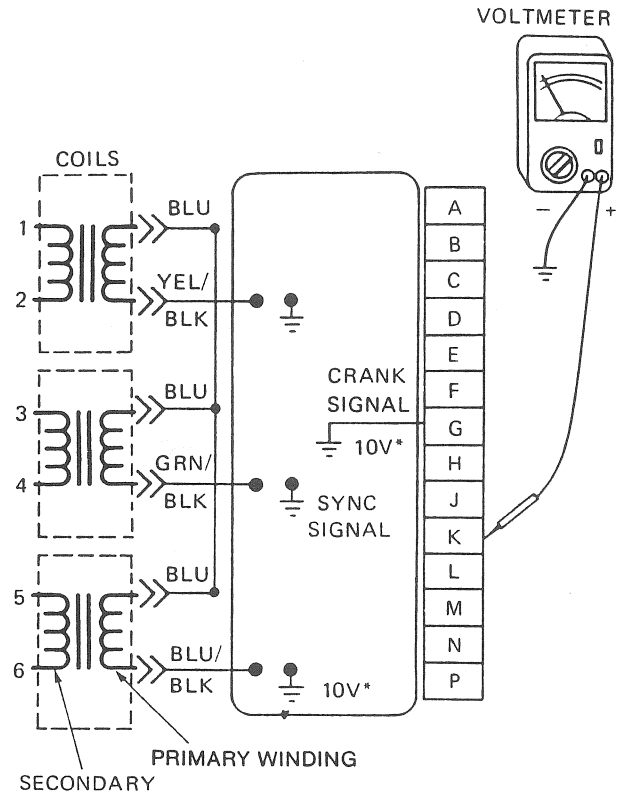 VOLTMETER
− +
COILS
1
BLU
2
YEL/
BLK
3
BLU
4
GRN/
BLK
5
BLU
6
BLU/
BLK
CRANK
SIGNAL
10V*
SYNC
SIGNAL
10V*
A
B
C
D
E
F
G
H
J
K
L
M
N
P
PRIMARY WINDING
SECONDARY